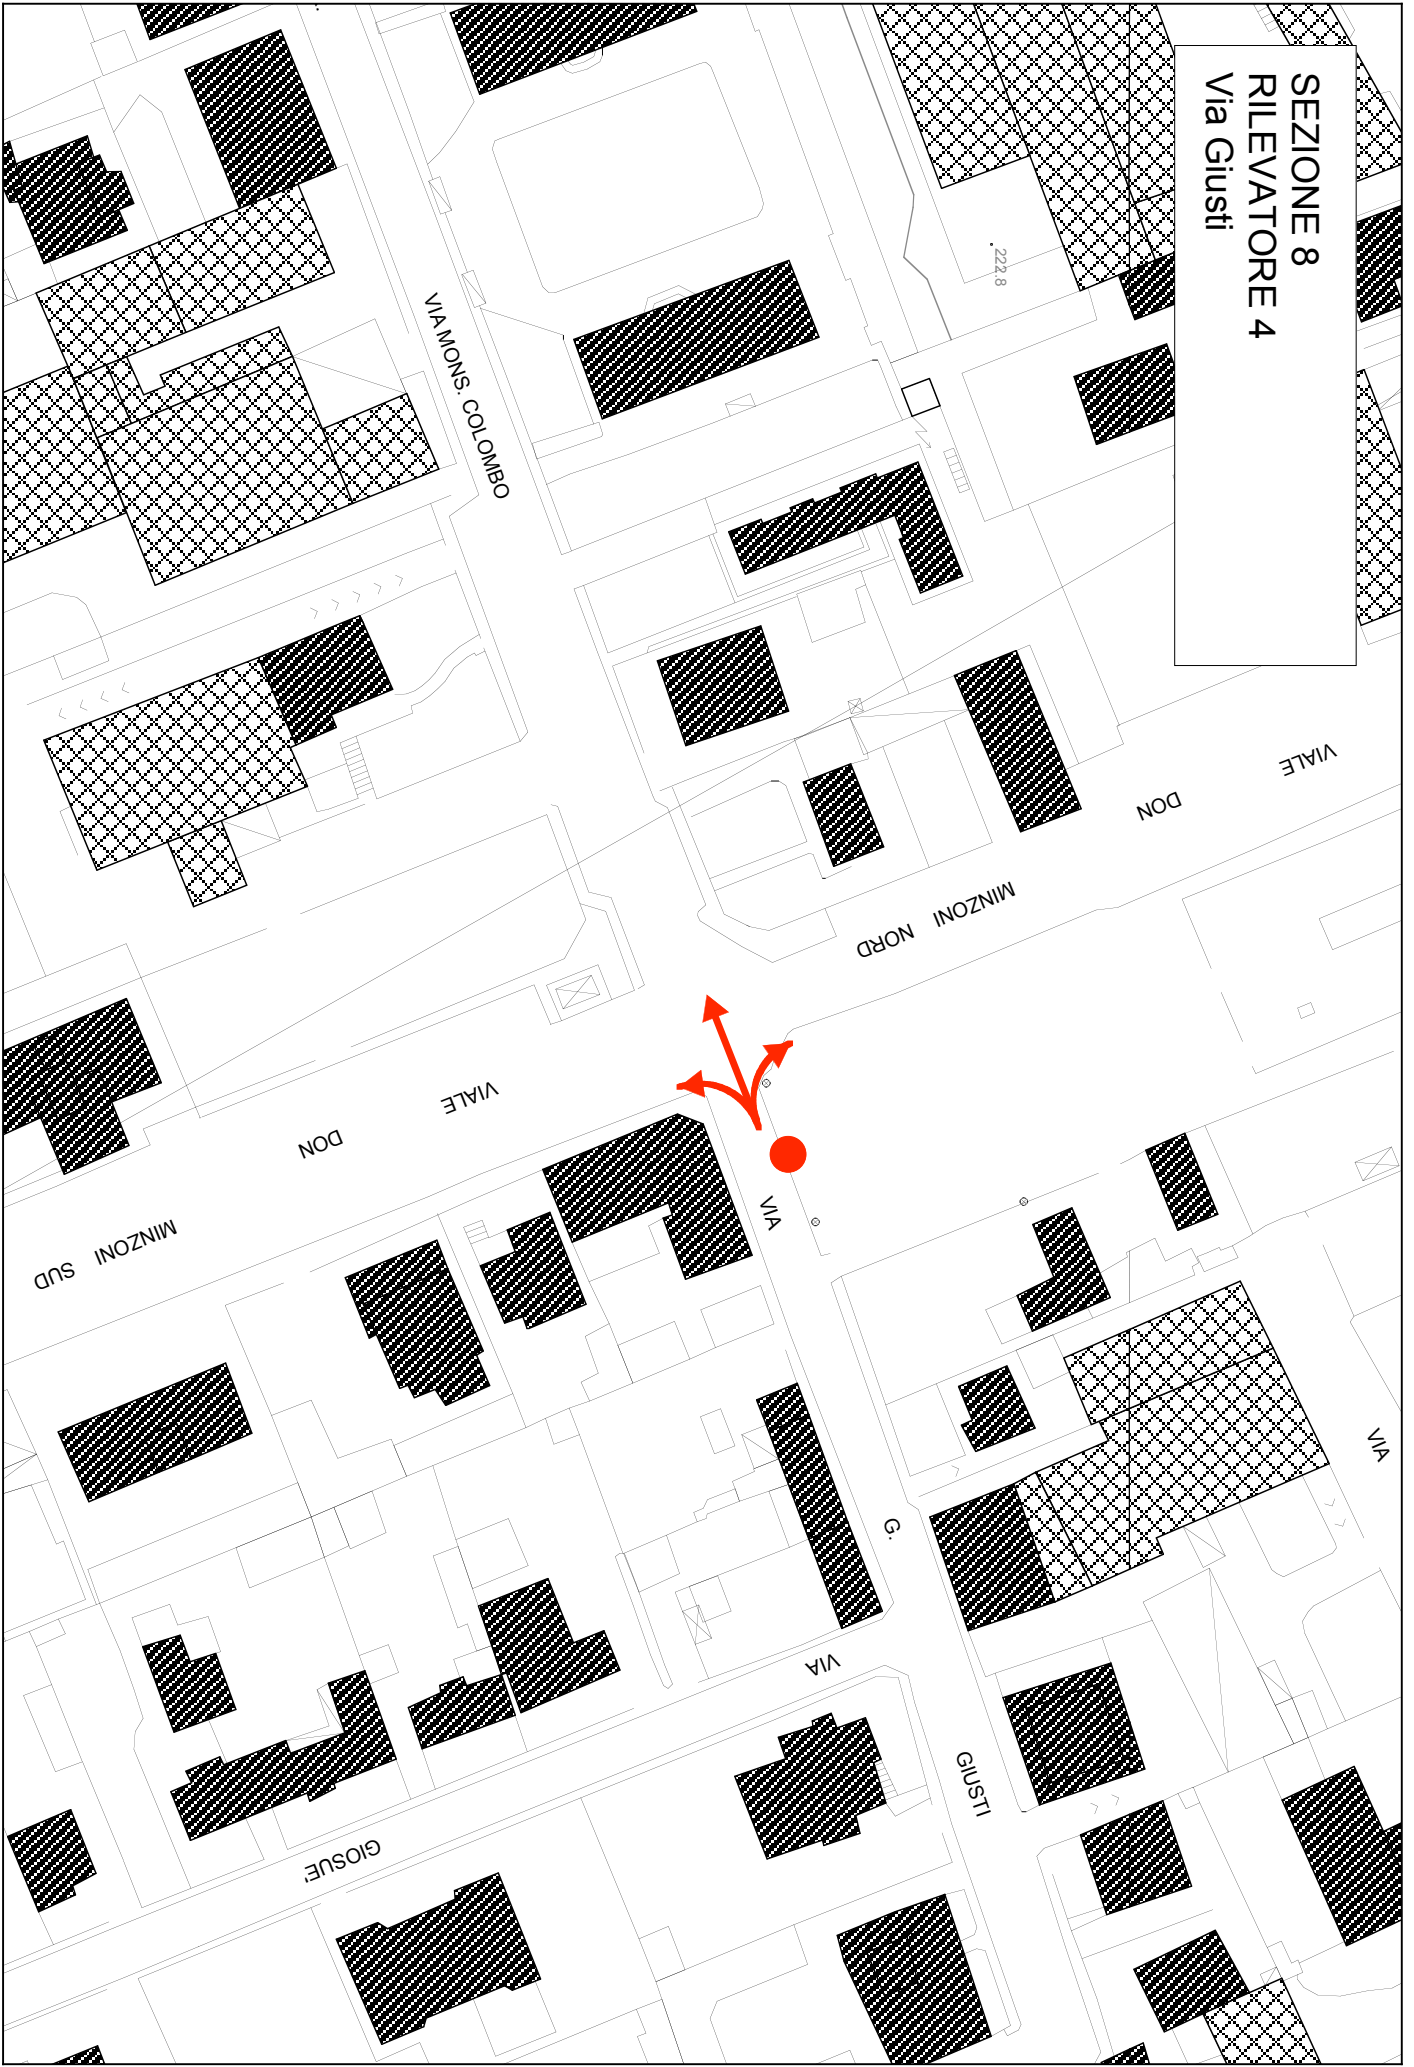 SEZIONE 8
RILEVATORE 4
Via Giusti
222.8
VIA MONS. COLOMBO
VIALE
DON
MINZONI NORD
VIALE
DON
MINZONI SUD
VIA
G.
GIUSTI
VIA
GIOSUE'
VIA